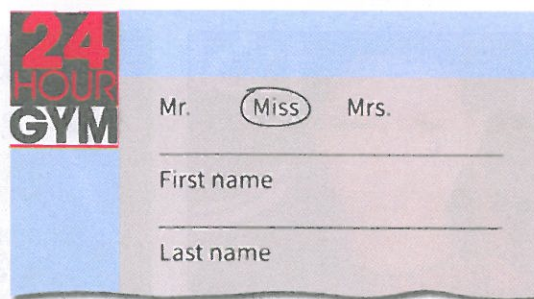 24
HOUR
GYM
Mr. Miss Mrs.
First name
Last name